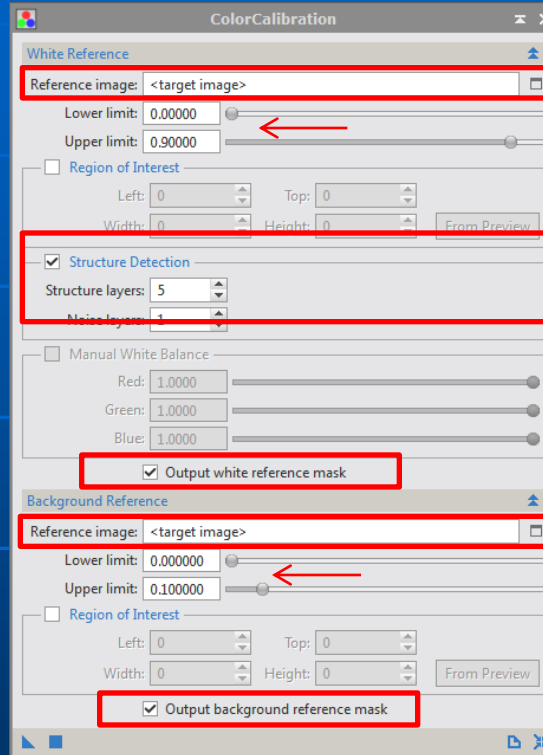 ColorCalibration
White Reference
Reference image: <target image>
Lower limit: 0.00000
Upper limit: 0.90000
Region of Interest
Left: 0 Top: 0
Width: 0 Height: 0 From Preview
Structure Detection
Structure layers: 5
Noise layers: 1
Manual White Balance
Red: 1.0000
Green: 1.0000
Blue: 1.0000
Output white reference mask
Background Reference
Reference image: <target image>
Lower limit: 0.000000
Upper limit: 0.100000
Region of Interest
Left: 0 Top: 0
Width: 0 Height: 0 From Preview
Output background reference mask